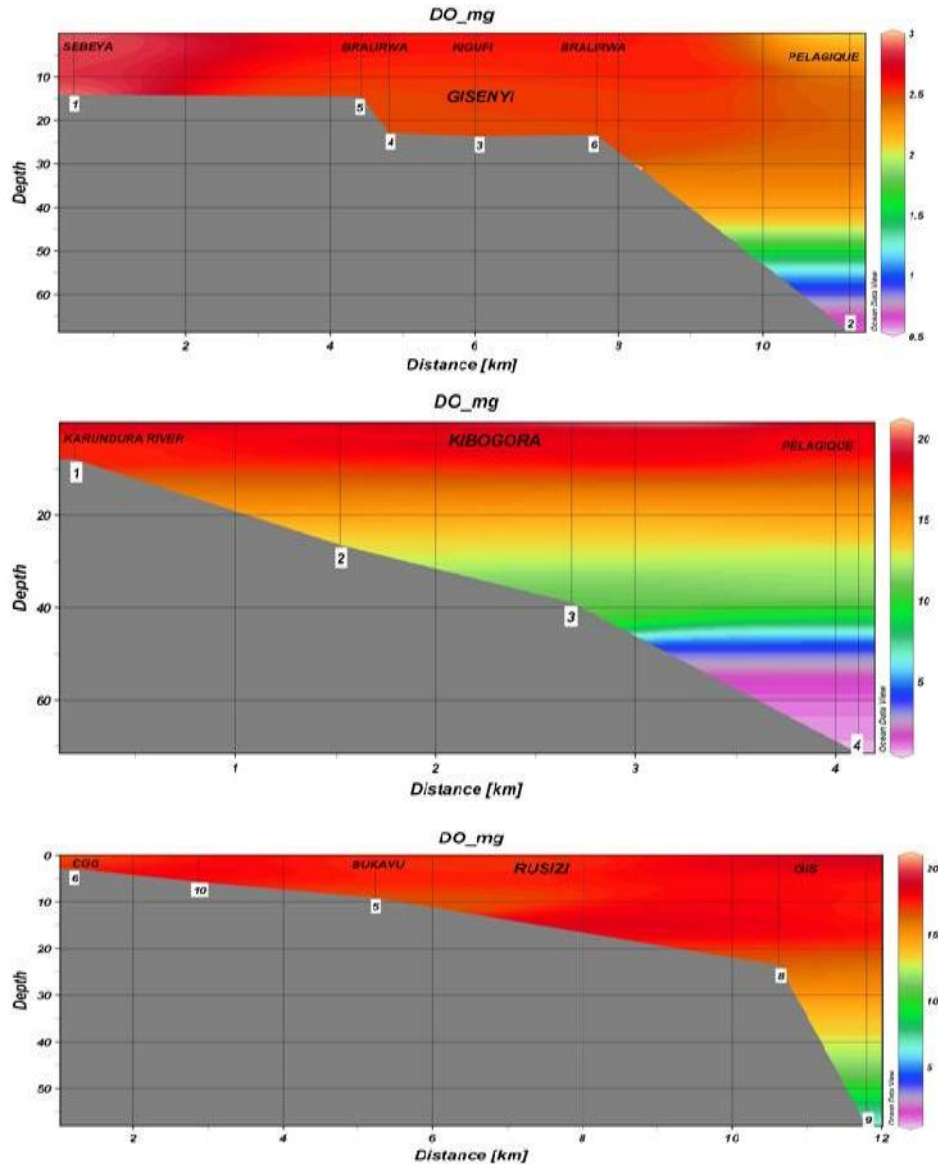 DO_mg
SEBEYA BRALIRWA KIGUFI BRALIRWA PELAGIQUE
GISENYI
1 5 4 3 6 2
10
20
30
40
50
60
Depth
2 4 6 8 10
Distance [km]
3
2.5
2
1.5
1
0.5
Ocean Data View
DO_mg
KARUNDURA RIVER KIBOGORA PELAGIQUE
1 2 3 4
20
40
60
Depth
1 2 3 4
Distance [km]
20
15
10
5
Ocean Data View
DO_mg
CGG BUKAVU RUSIZI GIS
6 10 5 8 9
0
10
20
30
40
50
Depth
2 4 6 8 10 12
Distance [km]
20
15
10
5
Ocean Data View